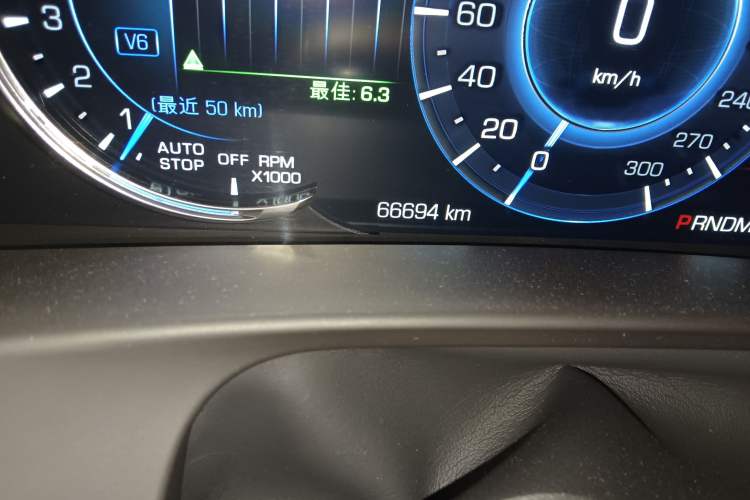 3
2
1
V6
最佳: 6.3
(最近 50 km)
AUTO STOP
OFF
RPM X1000
60
40
20
0
0
km/h
240
270
300
66694 km
PRNDM